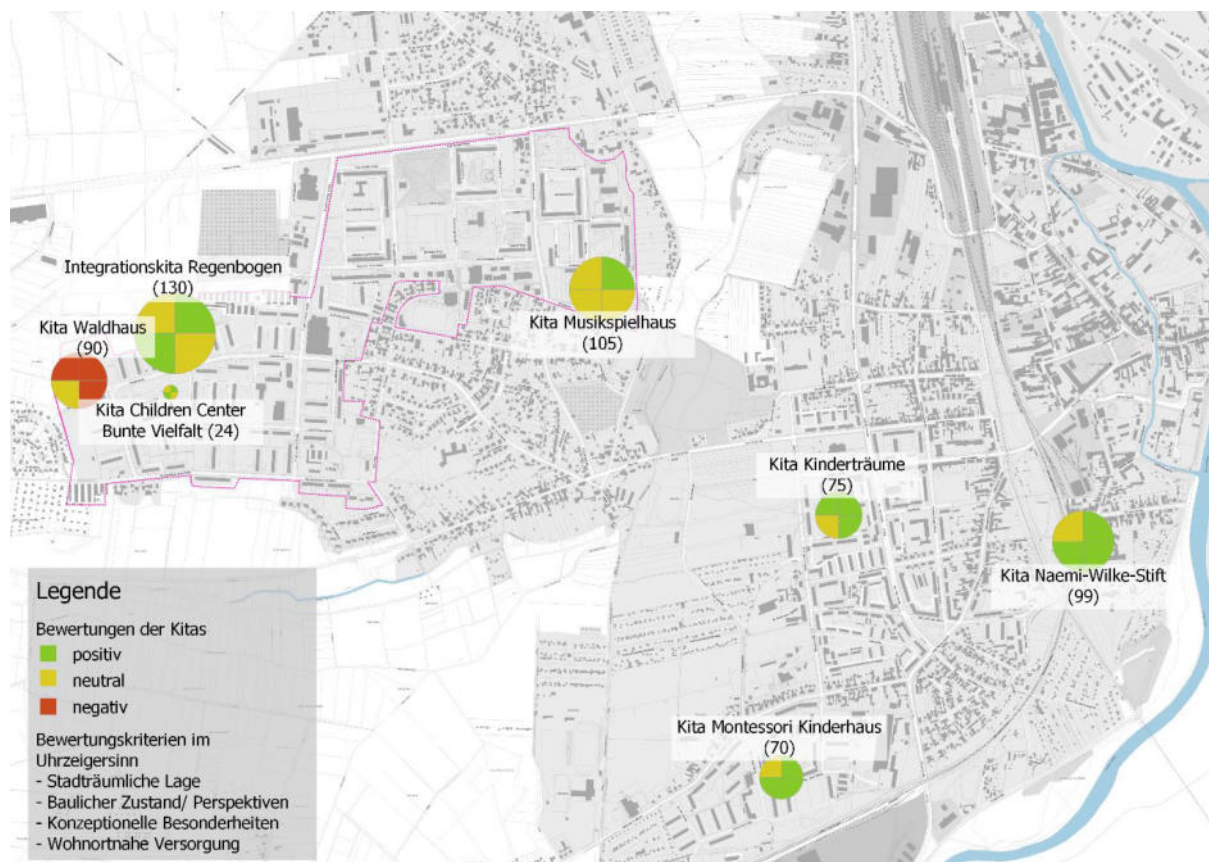 Integrationskita Regenbogen
(130)
Kita Waldhaus
(90)
Kita Children Center
Bunte Vielfalt (24)
Kita Musikspielhaus
(105)
Kita Kinderträume
(75)
Kita Naemi-Wilke-Stift
(99)
Kita Montessori Kinderhaus
(70)
Legende
Bewertungen der Kitas
positiv
neutral
negativ
Bewertungskriterien im
Uhrzeigersinn
- Stadträumliche Lage
- Baulicher Zustand/ Perspektiven
- Konzeptionelle Besonderheiten
- Wohnortnahe Versorgung